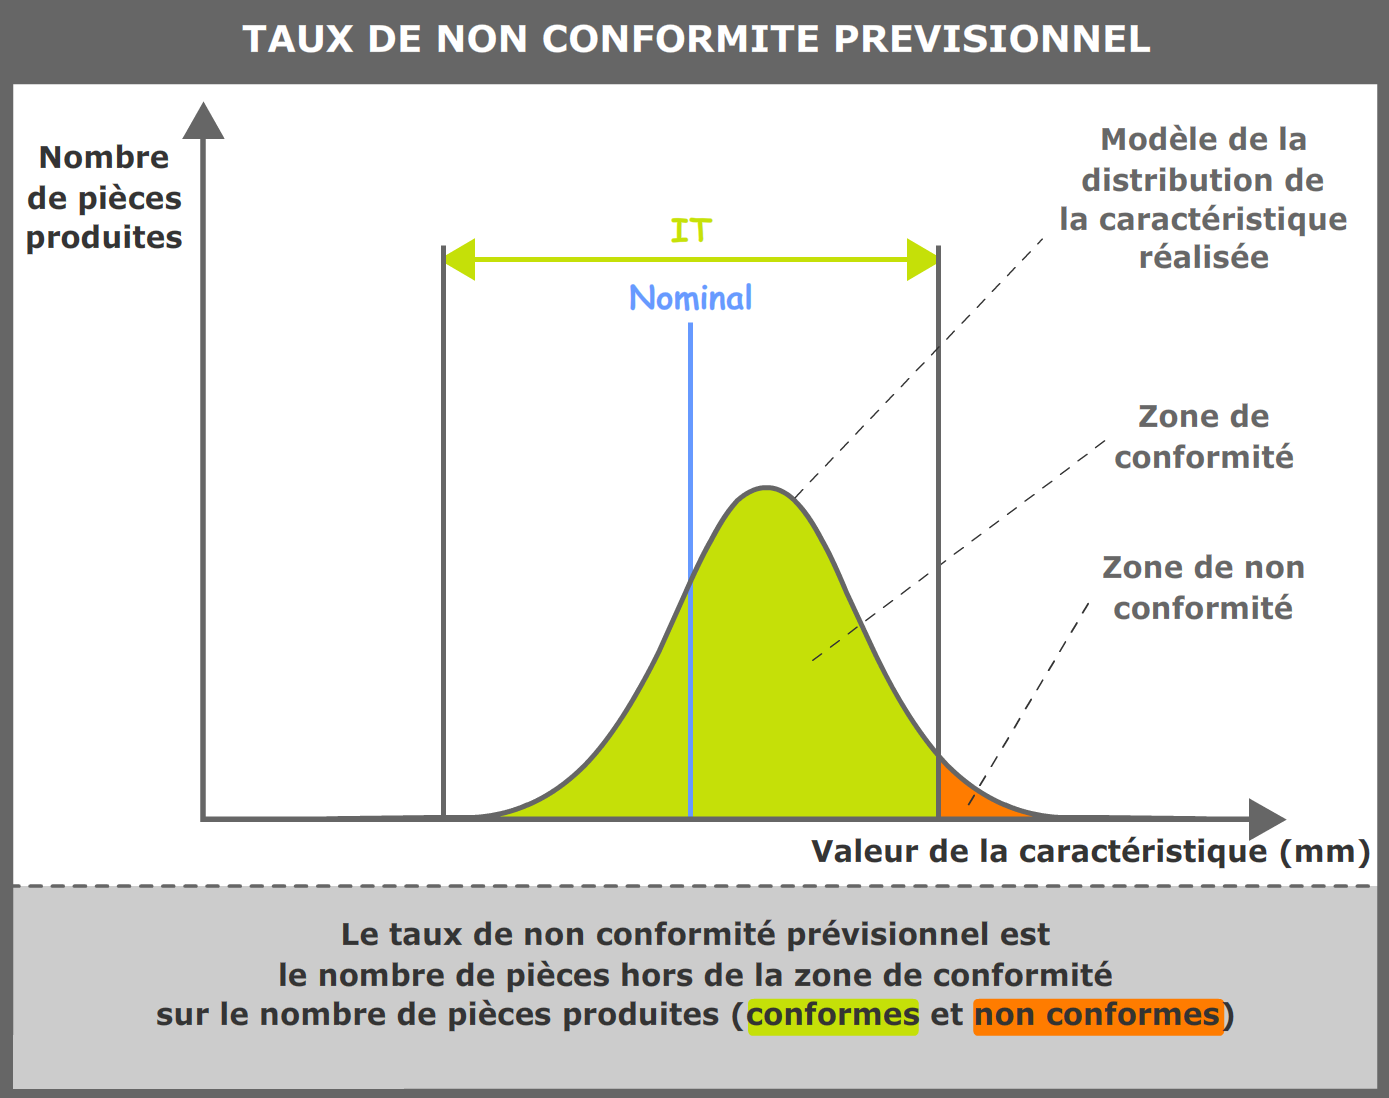 TAUX DE NON CONFORMITE PREVISIONNEL
Nombre
de pièces
produites
IT
Nominal
Modèle de la
distribution de
la caractéristique
réalisée
Zone de
conformité
Zone de non
conformité
Valeur de la caractéristique (mm)
Le taux de non conformité prévisionnel est
le nombre de pièces hors de la zone de conformité
sur le nombre de pièces produites (conformes et non conformes)